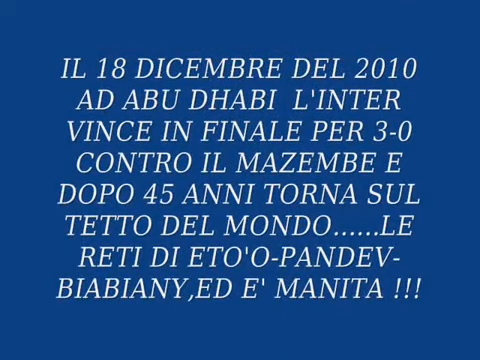 IL 18 DICEMBRE DEL 2010
AD ABU DHABI  L'INTER
VINCE IN FINALE PER 3-0
CONTRO IL MAZEMBE E
DOPO 45 ANNI TORNA SUL
TETTO DEL MONDO......LE
RETI DI ETO'O-PANDEV-
BIABIANY,ED E' MANITA !!!